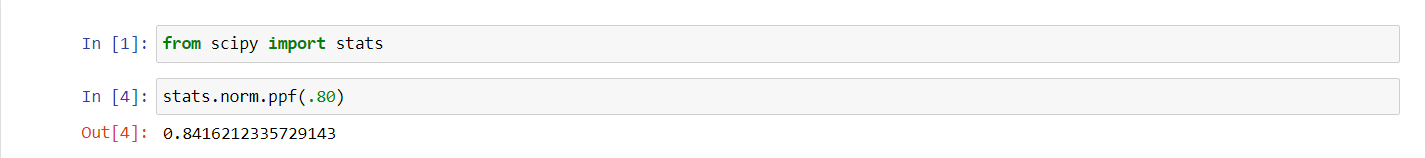 In [1]: from scipy import stats
In [4]: stats.norm.ppf(.80)
Out[4]: 0.8416212335729143